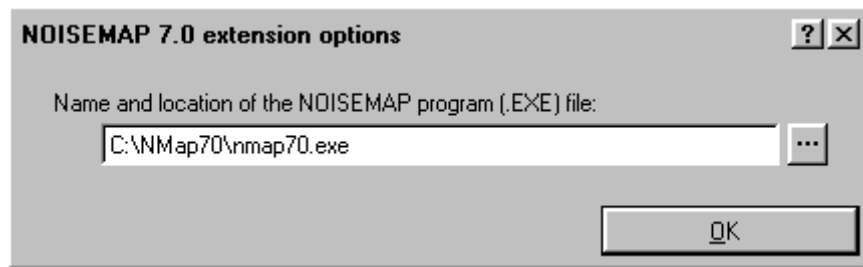 NOISEMAP 7.0 extension options
? X
Name and location of the NOISEMAP program (.EXE) file:
C:\NMap70\nmap70.exe
...
OK